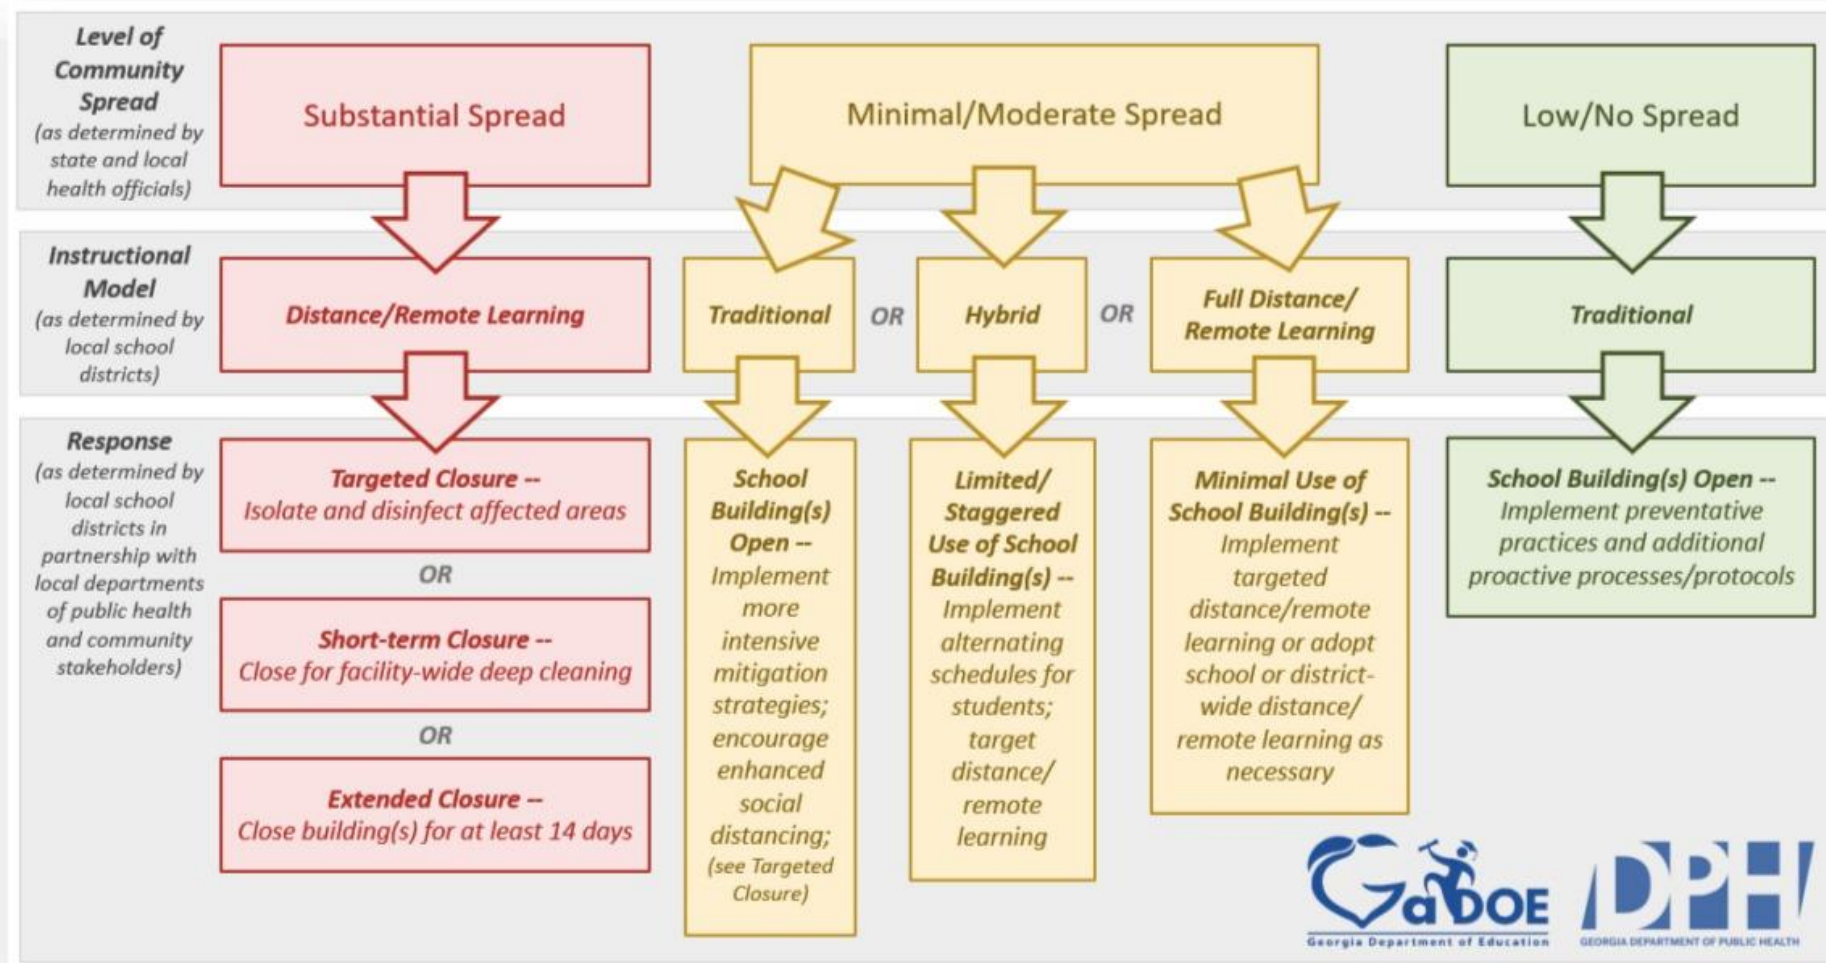 Level of
Community
Spread
(as determined by
state and local
health officials)
Substantial Spread
Minimal/Moderate Spread
Low/No Spread
Instructional
Model
(as determined by
local school
districts)
Distance/Remote Learning
Traditional
OR
Hybrid
OR
Full Distance/
Remote Learning
Traditional
Response
(as determined by
local school
districts in
partnership with
local departments
of public health
and community
stakeholders)
Targeted Closure --
Isolate and disinfect affected areas
OR
Short-term Closure --
Close for facility-wide deep cleaning
OR
Extended Closure --
Close building(s) for at least 14 days
School
Building(s)
Open --
Implement
more
intensive
mitigation
strategies;
encourage
enhanced
social
distancing;
(see Targeted
Closure)
Limited/
Staggered
Use of School
Building(s) --
Implement
alternating
schedules for
students;
target
distance/
remote
learning
Minimal Use of
School Building(s) --
Implement
targeted
distance/remote
learning or adopt
school or district-
wide distance/
remote learning as
necessary
School Building(s) Open --
Implement preventative
practices and additional
proactive processes/protocols
GaDOE
Georgia Department of Education
DPH
GEORGIA DEPARTMENT OF PUBLIC HEALTH